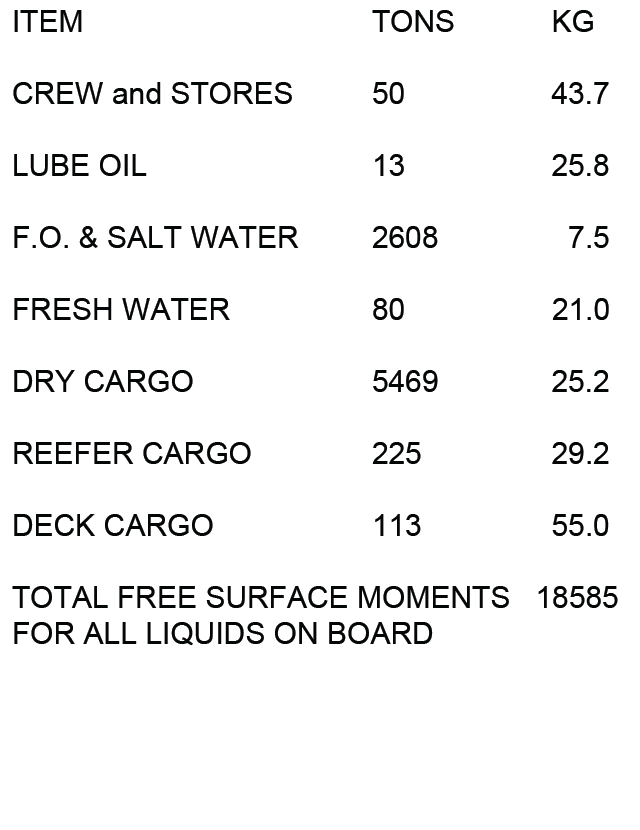 ITEM TONS KG
CREW and STORES 50 43.7
LUBE OIL 13 25.8
F.O. & SALT WATER 2608 7.5
FRESH WATER 80 21.0
DRY CARGO 5469 25.2
REEFER CARGO 225 29.2
DECK CARGO 113 55.0
TOTAL FREE SURFACE MOMENTS 18585
FOR ALL LIQUIDS ON BOARD